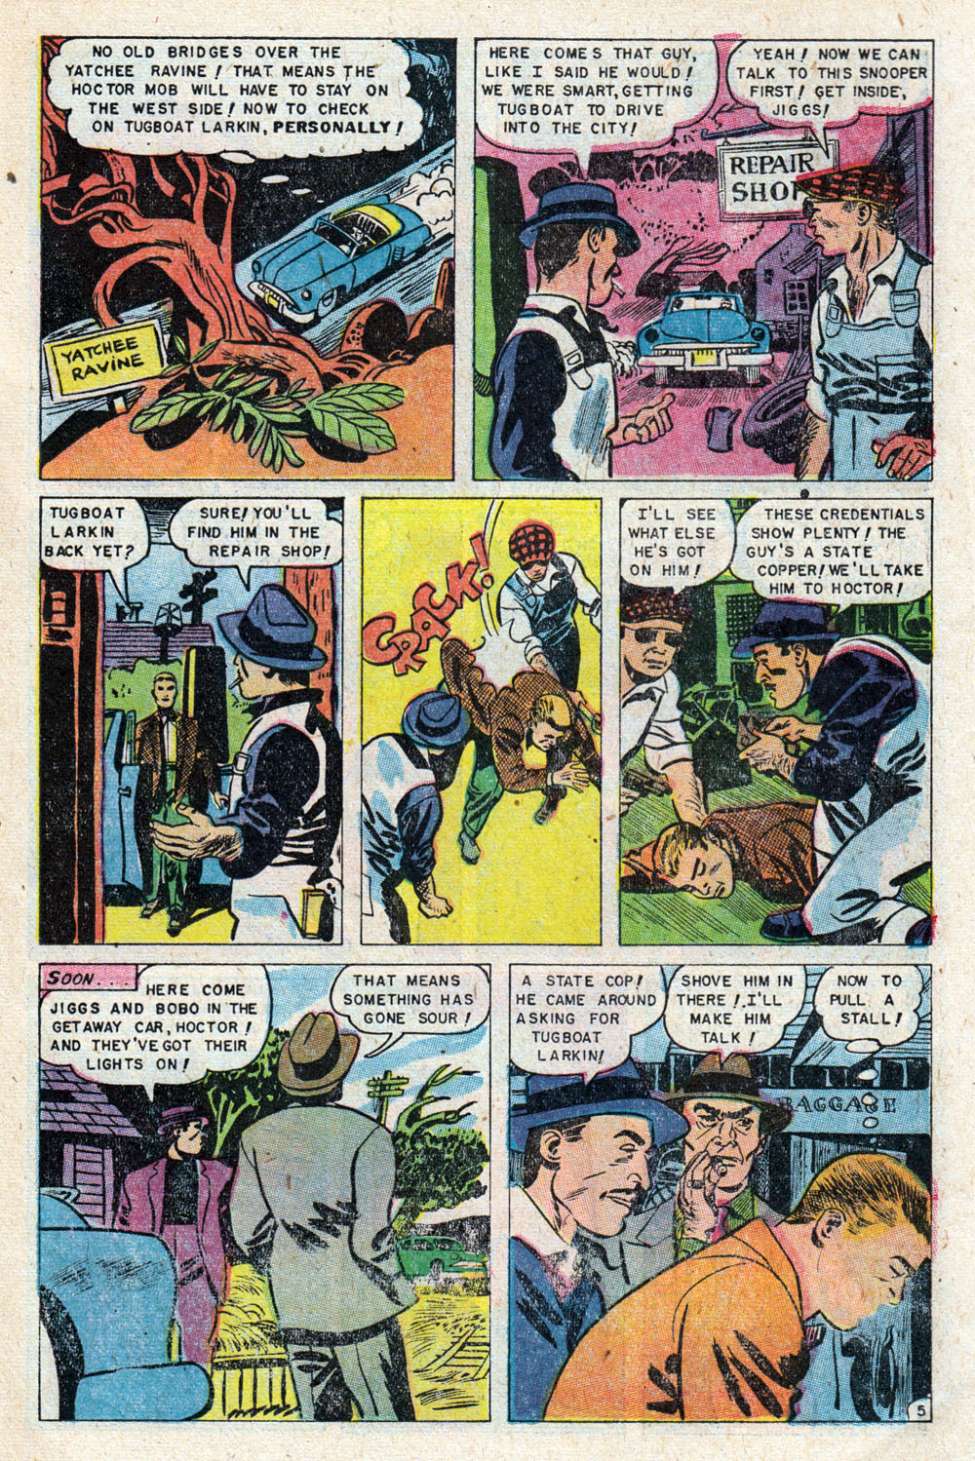 NO OLD BRIDGES OVER THE
YATCHEE RAVINE! THAT MEANS THE
HOCTOR MOB WILL HAVE TO STAY ON
THE WEST SIDE! NOW TO CHECK
ON TUGBOAT LARKIN, PERSONALLY!
YATCHEE
RAVINE
HERE COMES THAT GUY,
LIKE I SAID HE WOULD!
WE WERE SMART, GETTING
TUGBOAT TO DRIVE
INTO THE CITY!
YEAH! NOW WE CAN
TALK TO THIS SNOOPER
FIRST! GET INSIDE,
JIGGS!
REPAIR
SHOP
TUGBOAT
LARKIN
BACK YET?
SURE! YOU'LL
FIND HIM IN THE
REPAIR SHOP!
CRACK!
I'LL SEE
WHAT ELSE
HE'S GOT
ON HIM!
THESE CREDENTIALS
SHOW PLENTY! THE
GUY'S A STATE
COPPER! WE'LL TAKE
HIM TO HOCTOR!
SOON....
HERE COME
JIGGS AND BOBO IN THE
GETAWAY CAR, HOCTOR!
AND THEY'VE GOT THEIR
LIGHTS ON!
THAT MEANS
SOMETHING HAS
GONE SOUR!
A STATE COP!
HE CAME AROUND
ASKING FOR
TUGBOAT
LARKIN!
SHOVE HIM IN
THERE! I'LL
MAKE HIM
TALK!
NOW TO
PULL A
STALL!
BAGGAGE
5